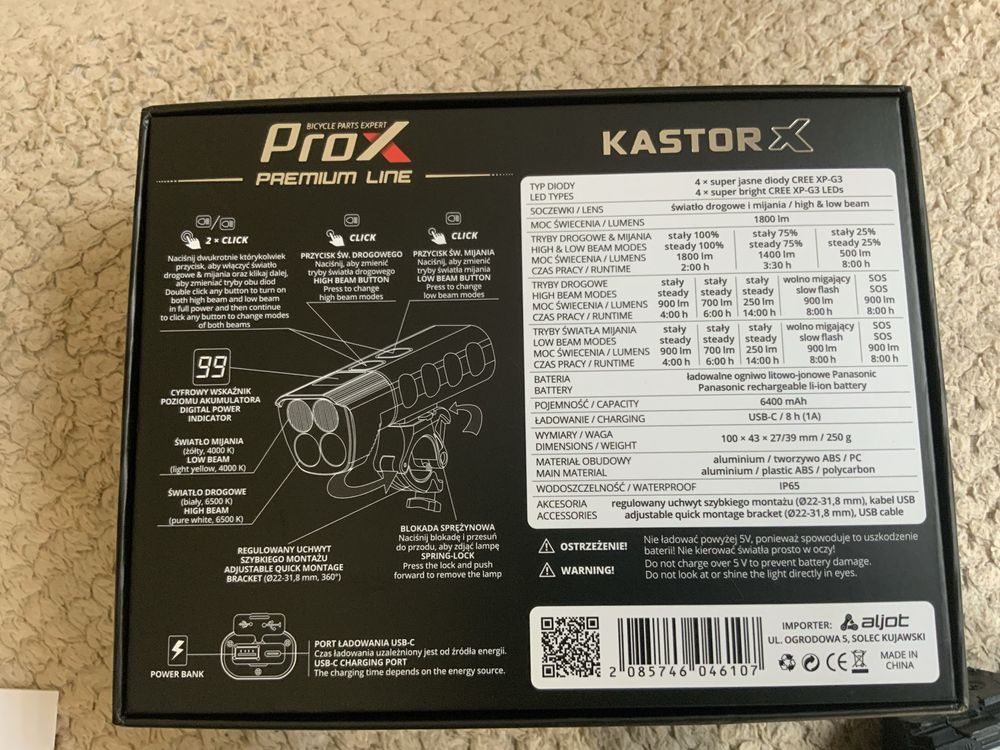 BICYCLE PARTS EXPERT
ProX
PREMIUM LINE
KASTOR X
2 × CLICK
Naciśnij dwukrotnie którykolwiek
przycisk, aby włączyć światło
drogowe & mijania oraz klikaj dalej,
aby zmieniać tryby obu diod
Double click any button to turn on
both high beam and low beam
in full power and then continue
to click any button to change modes
of both beams
CLICK
PRZYCISK ŚW. DROGOWEGO
Naciśnij, aby zmienić
tryby światła drogowego
HIGH BEAM BUTTON
Press to change
high beam modes
CLICK
PRZYCISK ŚW. MIJANIA
Naciśnij, aby zmienić
tryby światła mijania
LOW BEAM BUTTON
Press to change
low beam modes
99
CYFROWY WSKAŹNIK
POZIOMU AKUMULATORA
DIGITAL POWER
INDICATOR
ŚWIATŁO MIJANIA
(żółty, 4000 K)
LOW BEAM
(light yellow, 4000 K)
ŚWIATŁO DROGOWE
(biały, 6500 K)
HIGH BEAM
(pure white, 6500 K)
REGULOWANY UCHWYT
SZYBKIEGO MONTAŻU
ADJUSTABLE QUICK MONTAGE
BRACKET (Ø22-31,8 mm, 360°)
BLOKADA SPRĘŻYNOWA
Naciśnij blokadę i przesuń
do przodu, aby zdjąć lampę
SPRING-LOCK
Press the lock and push
forward to remove the lamp
POWER BANK
PORT ŁADOWANIA USB-C
Czas ładowania uzależniony jest od źródła energii.
USB-C CHARGING PORT
The charging time depends on the energy source.
TYP DIODY 4 × super jasne diody CREE XP-G3
LED TYPES 4 × super bright CREE XP-G3 LEDs
SOCZEWKI / LENS światło drogowe i mijania / high & low beam
MOC ŚWIECENIA / LUMENS 1800 lm
TRYBY DROGOWE & MIJANIA stały 100% stały 75% stały 25%
HIGH & LOW BEAM MODES steady 100% steady 75% steady 25%
MOC ŚWIECENIA / LUMENS 1800 lm 1400 lm 500 lm
CZAS PRACY / RUNTIME 2:00 h 3:30 h 8:00 h
TRYBY DROGOWE stały stały stały wolno migający SOS
HIGH BEAM MODES steady steady steady slow flash SOS
MOC ŚWIECENIA / LUMENS 900 lm 700 lm 250 lm 900 lm 900 lm
CZAS PRACY / RUNTIME 4:00 h 6:00 h 14:00 h 8:00 h 8:00 h
TRYBY ŚWIATŁA MIJANIA stały stały stały wolno migający SOS
LOW BEAM MODES steady steady steady slow flash SOS
MOC ŚWIECENIA / LUMENS 900 lm 700 lm 250 lm 900 lm 900 lm
CZAS PRACY / RUNTIME 4:00 h 6:00 h 14:00 h 8:00 h 8:00 h
BATERIA ładowalne ogniwo litowo-jonowe Panasonic
BATTERY Panasonic rechargeable li-ion battery
POJEMNOŚĆ / CAPACITY 6400 mAh
ŁADOWANIE / CHARGING USB-C / 8 h (1A)
WYMIARY / WAGA
DIMENSIONS / WEIGHT 100 × 43 × 27/39 mm / 250 g
MATERIAŁ OBUDOWY aluminium / tworzywo ABS / PC
MAIN MATERIAL aluminium / plastic ABS / polycarbon
WODOSZCZELNOŚĆ / WATERPROOF IP65
AKCESORIA regulowany uchwyt szybkiego montażu (Ø22-31,8 mm), kabel USB
ACCESSORIES adjustable quick montage bracket (Ø22-31,8 mm), USB cable
OSTRZEŻENIE! Nie ładować powyżej 5V, ponieważ spowoduje to uszkodzenie
baterii! Nie kierować światła prosto w oczy!
WARNING! Do not charge over 5 V to prevent battery damage.
Do not look at or shine the light directly in eyes.
2 085746 046107
IMPORTER: aljot
UL. OGRODOWA 5, SOLEC KUJAWSKI
CE
MADE IN
CHINA